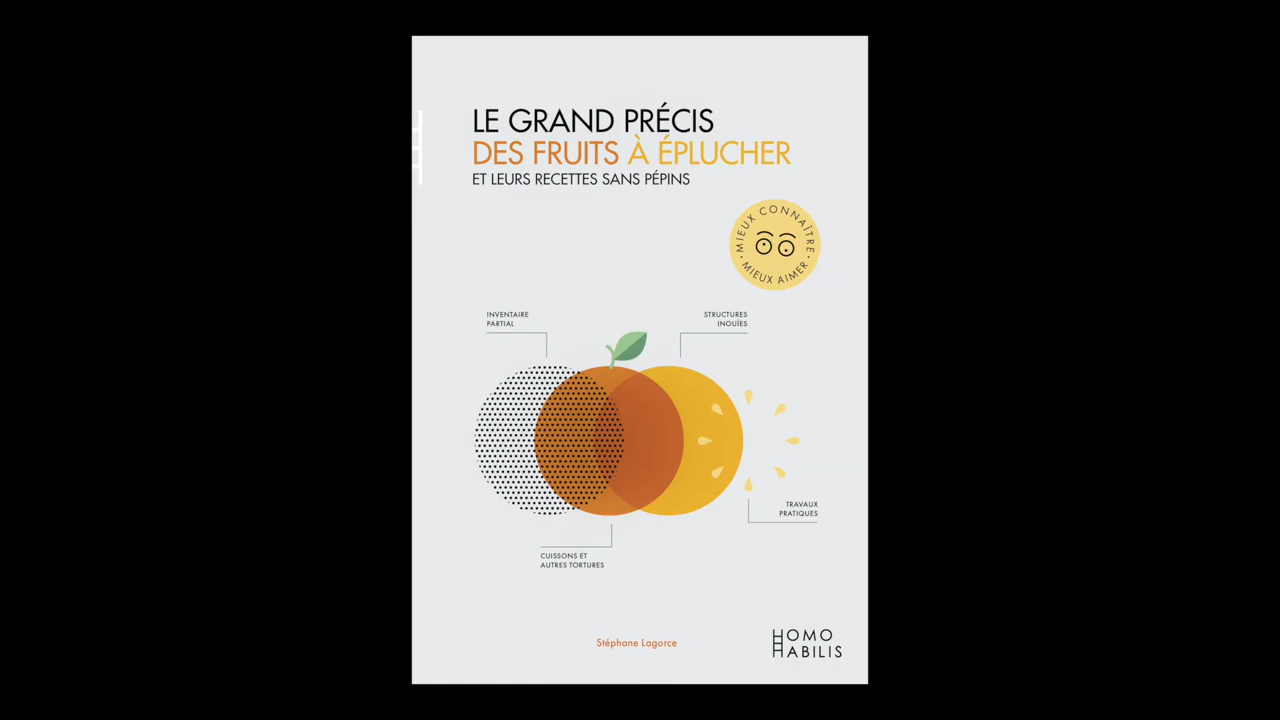 LE GRAND PRÉCIS
DES FRUITS À ÉPLUCHER
ET LEURS RECETTES SANS PÉPINS
MIEUX CONNAÎTRE
• MIEUX AIMER •
INVENTAIRE
PARTIAL
STRUCTURES
INOUÏES
TRAVAUX
PRATIQUES
CUISSONS ET
AUTRES TORTURES
Stéphane Lagorce
HOMO
HABILIS